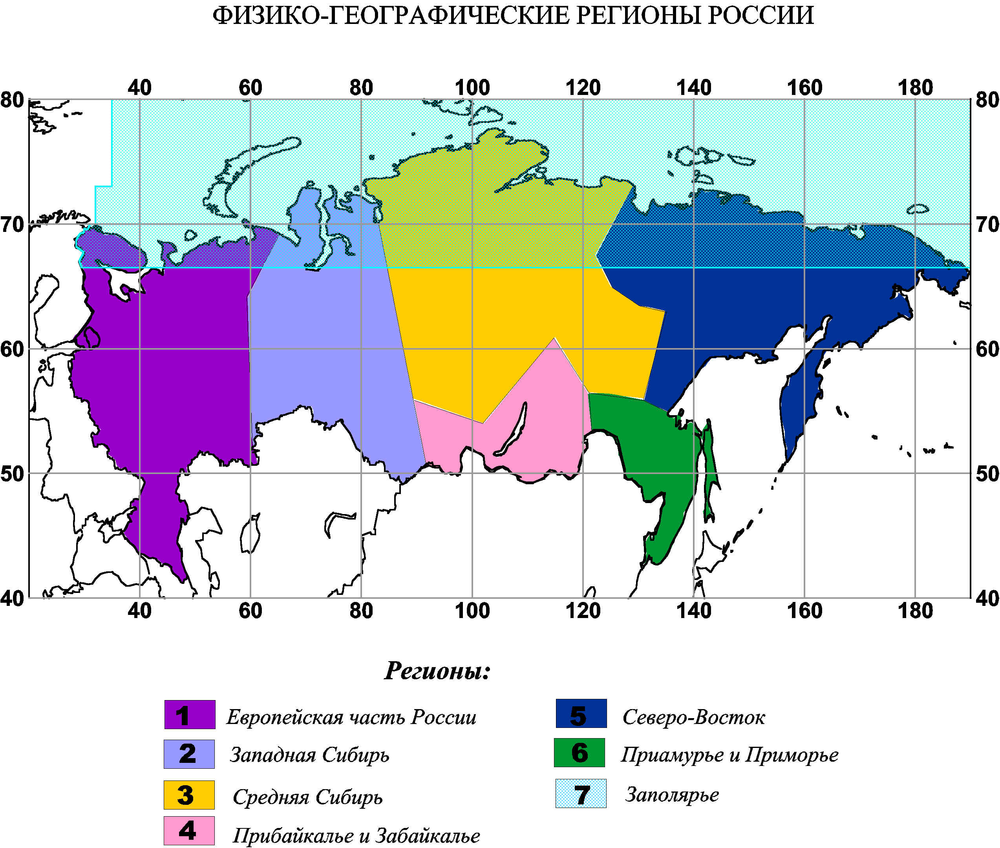 ФИЗИКО-ГЕОГРАФИЧЕСКИЕ РЕГИОНЫ РОССИИ
40 60 80 100 120 140 160 180
80 80
70 70
60 60
50 50
40 40
40 60 80 100 120 140 160 180
Регионы:
1 Европейская часть России
2 Западная Сибирь
3 Средняя Сибирь
4 Прибайкалье и Забайкалье
5 Северо-Восток
6 Приамурье и Приморье
7 Заполярье